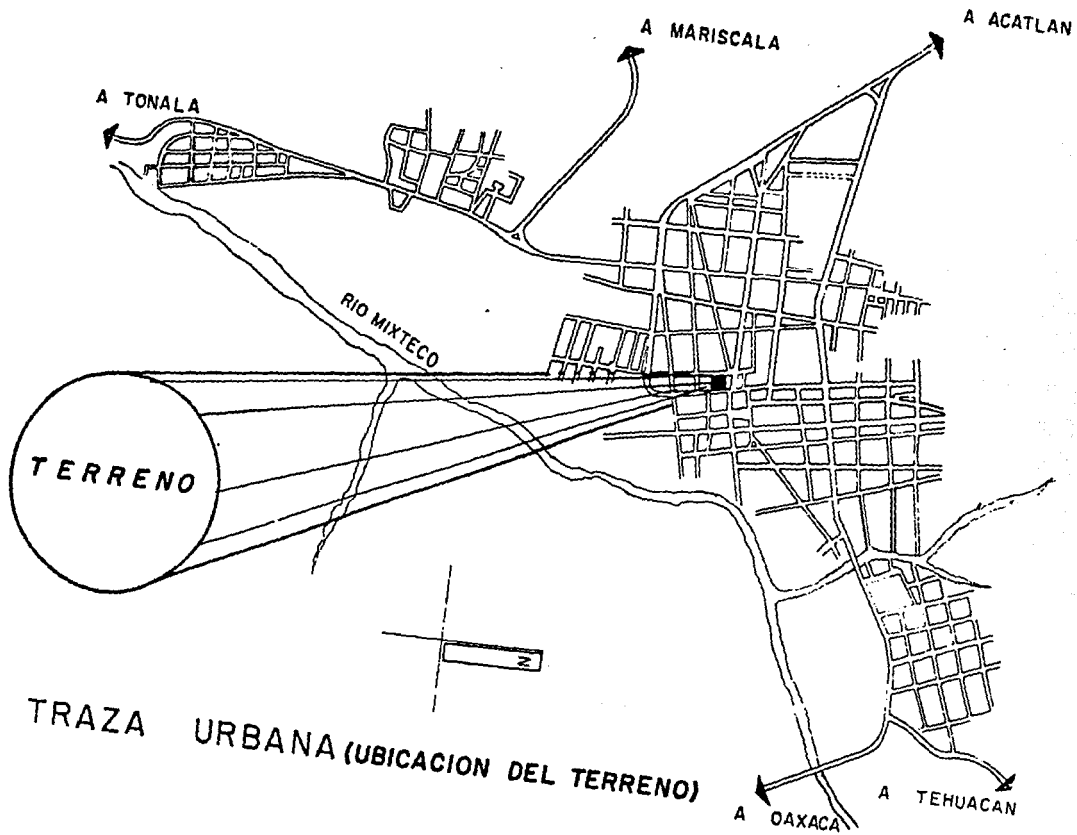 A ACATLAN
A MARISCALA
A TONALA
RIO MIXTECO
TERRENO
N
TRAZA URBANA (UBICACION DEL TERRENO)
A TEHUACAN
A OAXACA